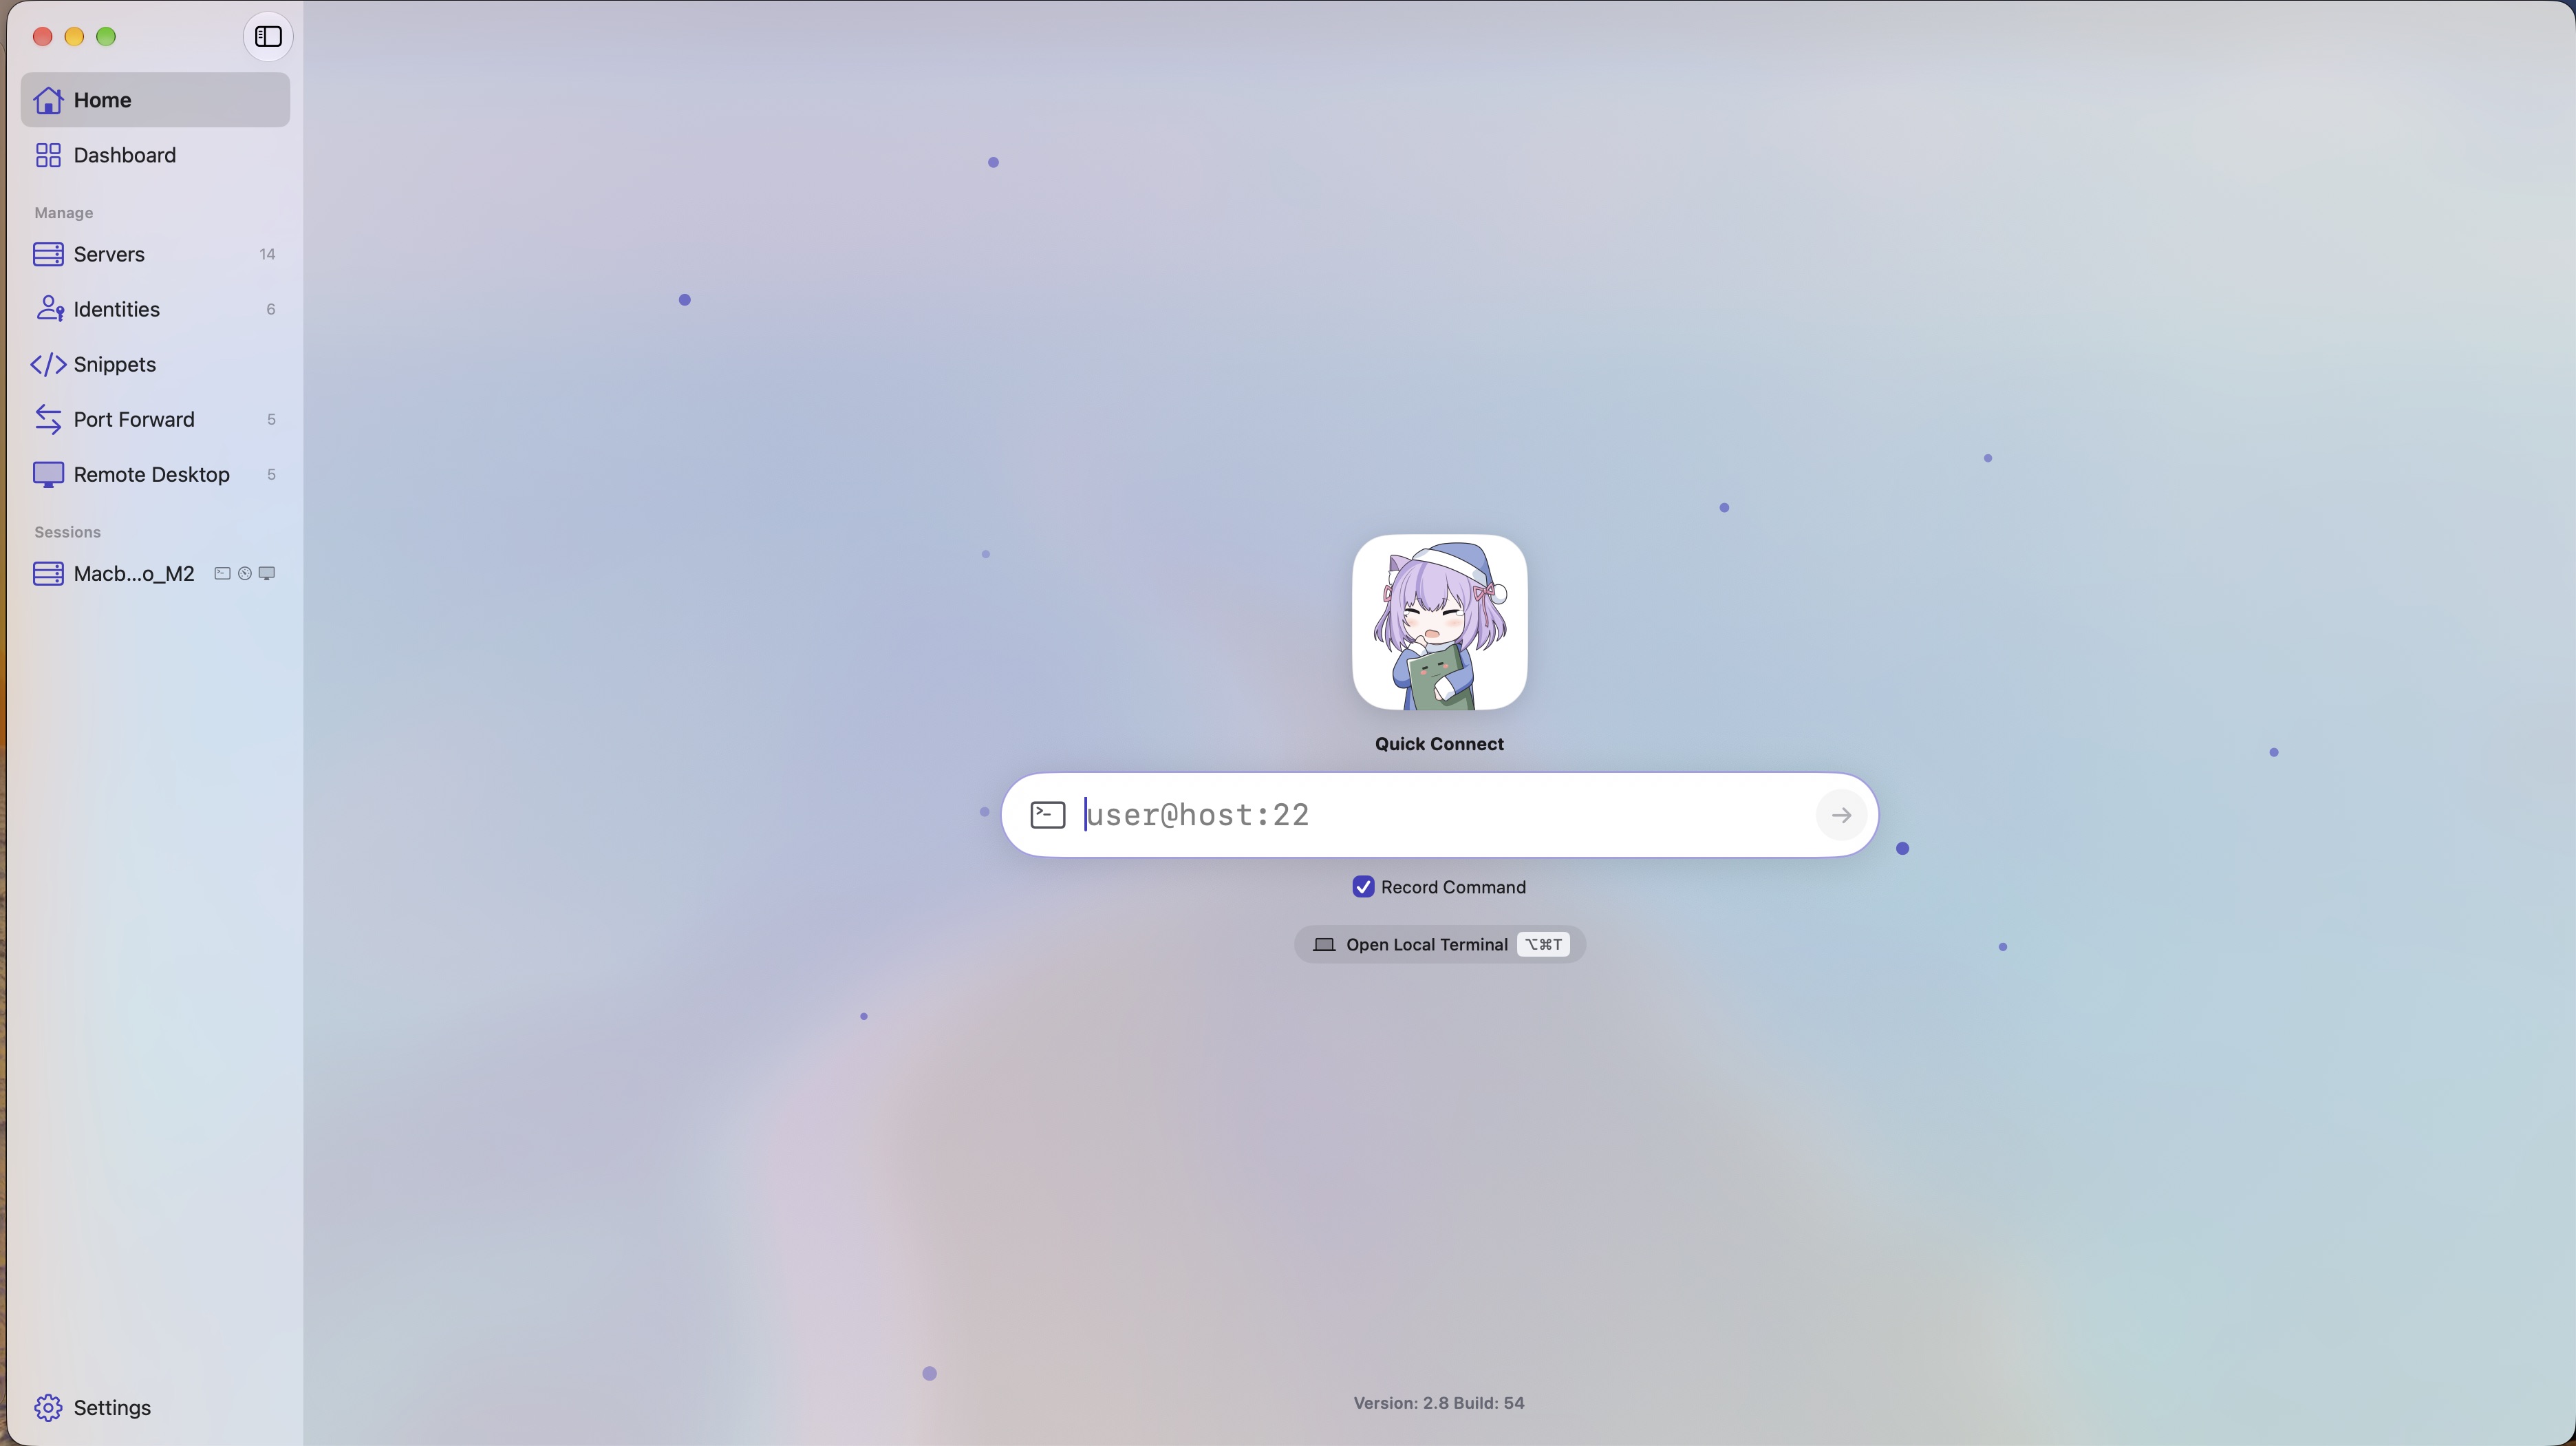 Home
Dashboard
Manage
Servers 14
Identities 6
Snippets
Port Forward 5
Remote Desktop 5
Sessions
Macb...o_M2
Settings
Quick Connect
user@host:22
Record Command
Open Local Terminal ⌥⌘T
Version: 2.8 Build: 54